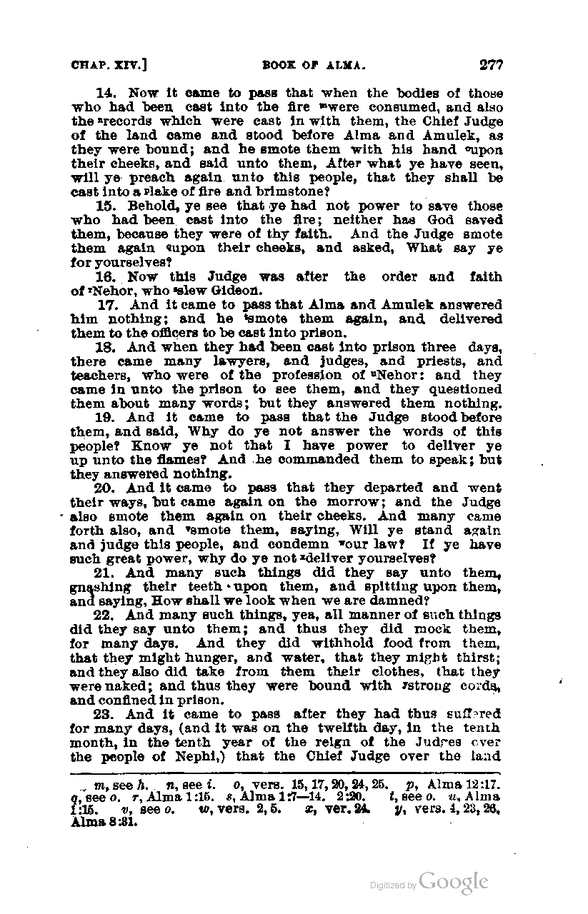 CHAP. XIV.] BOOK OF ALMA. 277
14. Now it came to pass that when the bodies of those
who had been cast into the fire ᵐwere consumed, and also
the ⁿrecords which were cast in with them, the Chief Judge
of the land came and stood before Alma and Amulek, as
they were bound; and he smote them with his hand ᵒupon
their cheeks, and said unto them, After what ye have seen,
will ye preach again unto this people, that they shall be
cast into a ᵖlake of fire and brimstone?
15. Behold, ye see that ye had not power to save those
who had been cast into the fire; neither has God saved
them, because they were of thy faith. And the Judge smote
them again qupon their cheeks, and asked, What say ye
for yourselves?
16. Now this Judge was after the order and faith
of ʳNehor, who ˢslew Gideon.
17. And it came to pass that Alma and Amulek answered
him nothing; and he ᵗsmote them again, and delivered
them to the officers to be cast into prison.
18. And when they had been cast into prison three days,
there came many lawyers, and judges, and priests, and
teachers, who were of the profession of ᵘNehor: and they
came in unto the prison to see them, and they questioned
them about many words; but they answered them nothing.
19. And it came to pass that the Judge stood before
them, and said, Why do ye not answer the words of this
people? Know ye not that I have power to deliver ye
up unto the flames? And he commanded them to speak; but
they answered nothing.
20. And it came to pass that they departed and went
their ways, but came again on the morrow; and the Judge
also smote them again on their cheeks. And many came
forth also, and ᵛsmote them, saying, Will ye stand again
and judge this people, and condemn ʷour law? If ye have
such great power, why do ye not ˣdeliver yourselves?
21. And many such things did they say unto them,
gnashing their teeth upon them, and spitting upon them,
and saying, How shall we look when we are damned?
22. And many such things, yea, all manner of such things
did they say unto them; and thus they did mock them,
for many days. And they did withhold food from them,
that they might hunger, and water, that they might thirst;
and they also did take from them their clothes, that they
were naked; and thus they were bound with ʸstrong cords,
and confined in prison.
23. And it came to pass after they had thus suffered
for many days, (and it was on the twelfth day, in the tenth
month, in the tenth year of the reign of the Judges over
the people of Nephi,) that the Chief Judge over the land
m, see h. n, see i. o, vers. 15, 17, 20, 24, 25. p, Alma 12:17.
q, see o. r, Alma 1:15. s, Alma 1:7—14. 2:20. t, see o. u, Alma
1:15. v, see o. w, vers. 2, 5. x, ver. 24. y, vers. 4, 23, 26,
Alma 8:31.
Digitized by Google